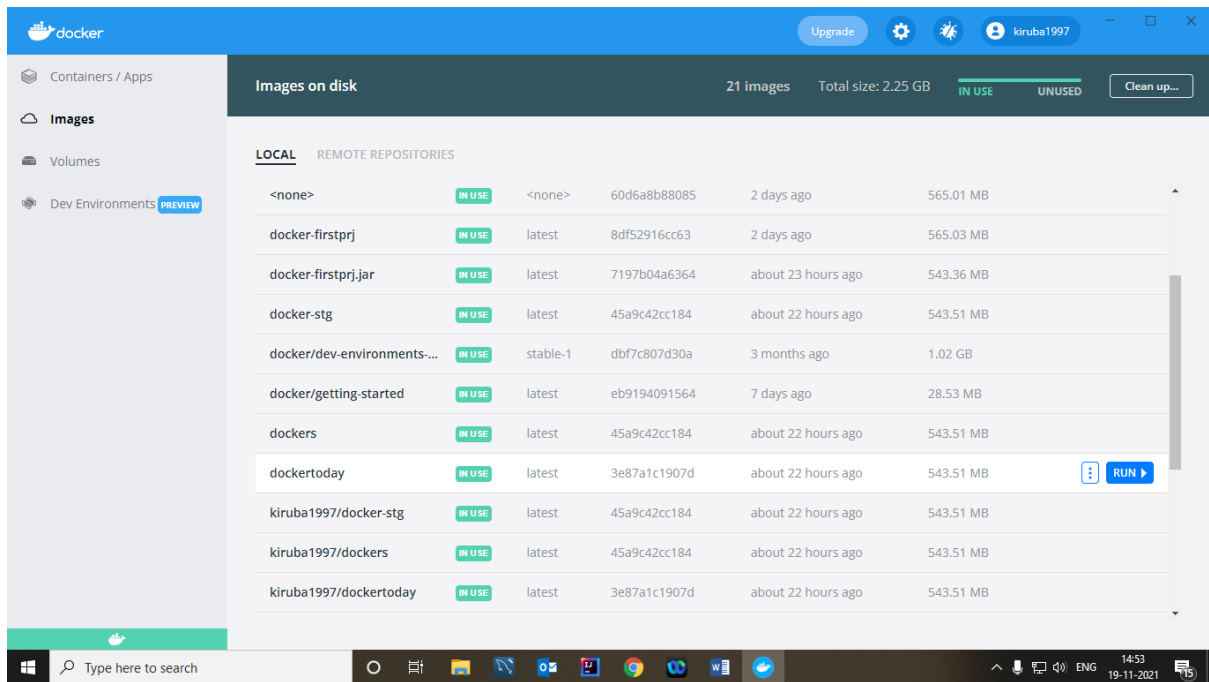 docker
Upgrade
kiruba1997
Containers / Apps
Images
Volumes
Dev Environments PREVIEW
Images on disk
21 images Total size: 2.25 GB IN USE UNUSED Clean up...
LOCAL REMOTE REPOSITORIES
<none> IN USE <none> 60d6a8b88085 2 days ago 565.01 MB
docker-firstprj IN USE latest 8df52916cc63 2 days ago 565.03 MB
docker-firstprj.jar IN USE latest 7197b04a6364 about 23 hours ago 543.36 MB
docker-stg IN USE latest 45a9c42cc184 about 22 hours ago 543.51 MB
docker/dev-environments-... IN USE stable-1 dbf7c807d30a 3 months ago 1.02 GB
docker/getting-started IN USE latest eb9194091564 7 days ago 28.53 MB
dockers IN USE latest 45a9c42cc184 about 22 hours ago 543.51 MB
dockertoday IN USE latest 3e87a1c1907d about 22 hours ago 543.51 MB RUN
kiruba1997/docker-stg IN USE latest 45a9c42cc184 about 22 hours ago 543.51 MB
kiruba1997/dockers IN USE latest 45a9c42cc184 about 22 hours ago 543.51 MB
kiruba1997/dockertoday IN USE latest 3e87a1c1907d about 22 hours ago 543.51 MB
Type here to search
ENG
14:53
19-11-2021
15